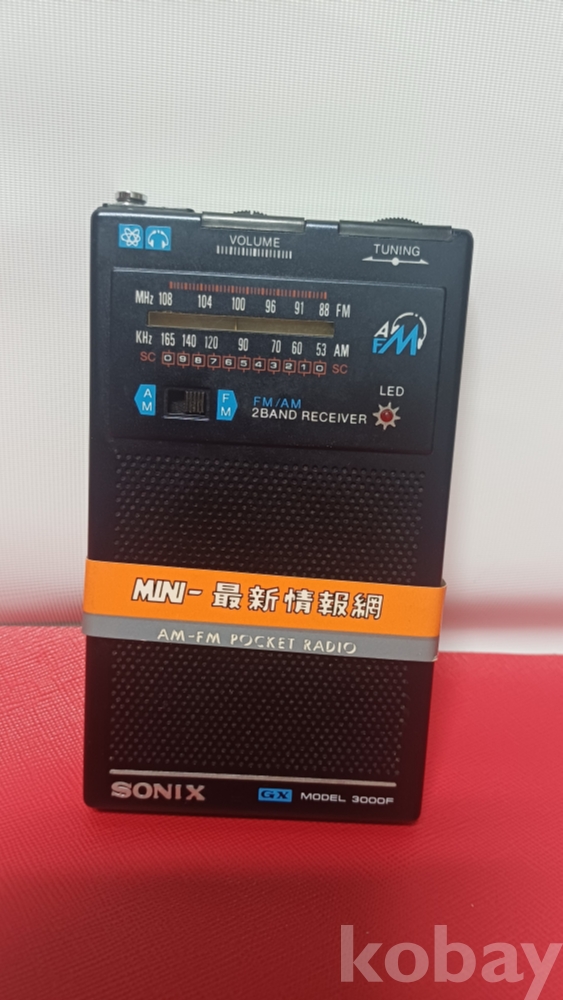 VOLUME
TUNING
MHz 108 104 100 96 91 88 FM
KHz 165 140 120 90 70 60 53 AM
SC 0 9 8 7 6 5 4 3 2 1 0 SC
AM
FM
FM/AM
2BAND RECEIVER
LED
AFM
MINI-最新情報網
AM-FM POCKET RADIO
SONIX
GX MODEL 3000F
kobay